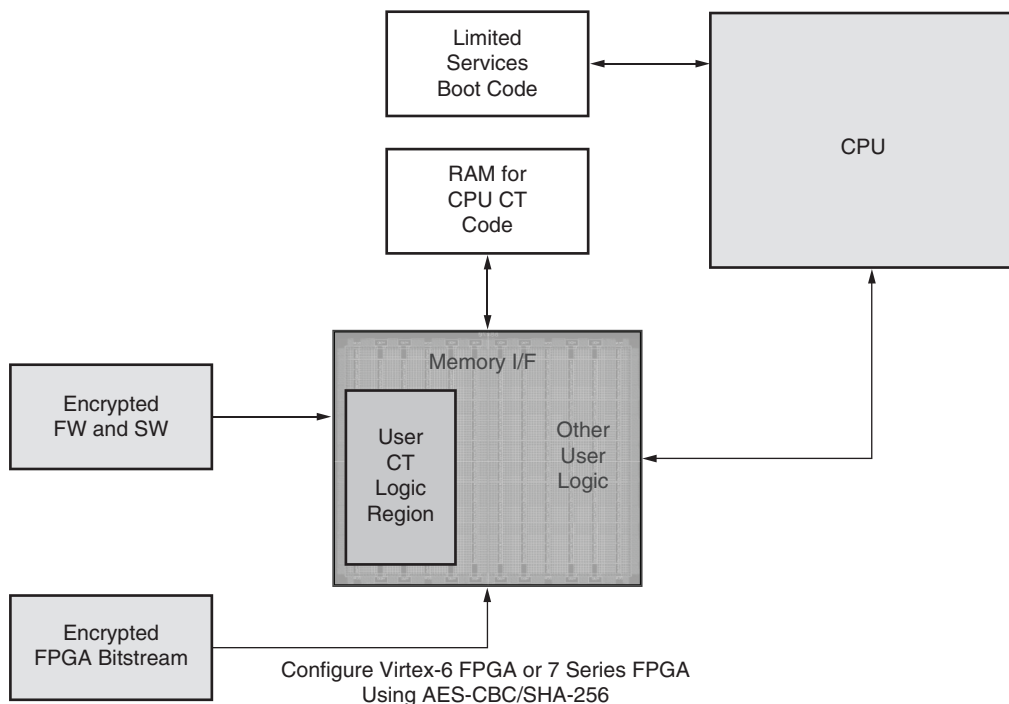 Limited
Services
Boot Code
CPU
RAM for
CPU CT
Code
Memory I/F
Encrypted
FW and SW
User
CT
Logic
Region
Other
User
Logic
Encrypted
FPGA Bitstream
Configure Virtex-6 FPGA or 7 Series FPGA
Using AES-CBC/SHA-256